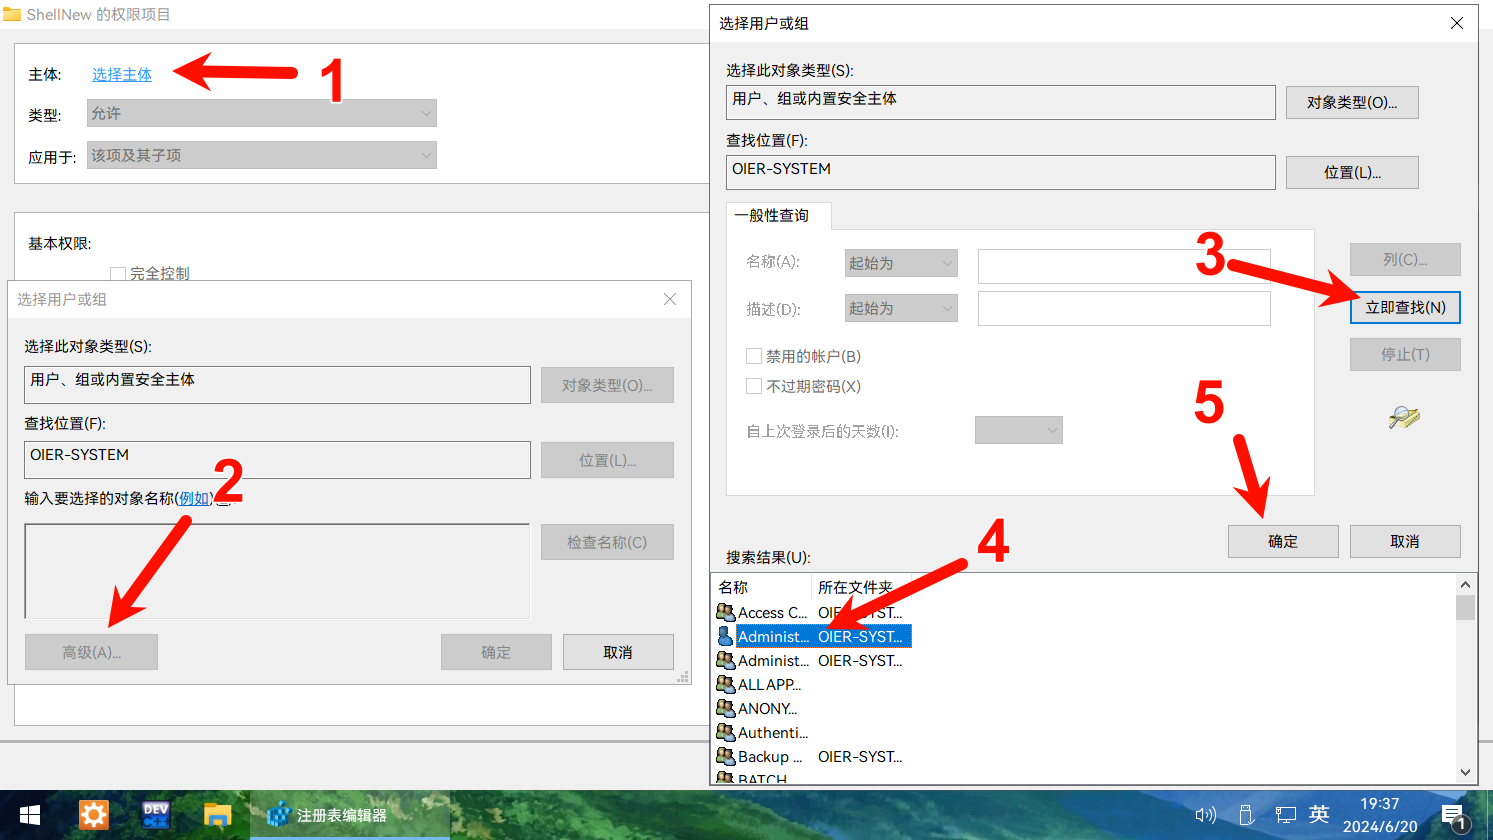 ShellNew 的权限项目
主体:
选择主体
1
类型:
允许
应用于:
该项及其子项
基本权限:
完全控制
选择用户或组
选择此对象类型(S):
用户、组或内置安全主体
对象类型(O)...
查找位置(F):
OIER-SYSTEM
位置(L)...
输入要选择的对象名称(例如)
2
检查名称(C)
高级(A)...
确定
取消
选择用户或组
选择此对象类型(S):
用户、组或内置安全主体
对象类型(O)...
查找位置(F):
OIER-SYSTEM
位置(L)...
一般性查询
名称(A):
起始为
3
列(C)...
描述(D):
起始为
立即查找(N)
禁用的帐户(B)
停止(T)
不过期密码(X)
自上次登录后的天数(I):
5
确定
取消
4
搜索结果(U):
名称
所在文件夹
Access C...
OIER-SYST...
Administ...
OIER-SYST...
Administ...
OIER-SYST...
ALL APP...
ANONY...
Authenti...
Backup ...
OIER-SYST...
BATCH
DEV
C++
注册表编辑器
英
19:37
2024/6/20
1